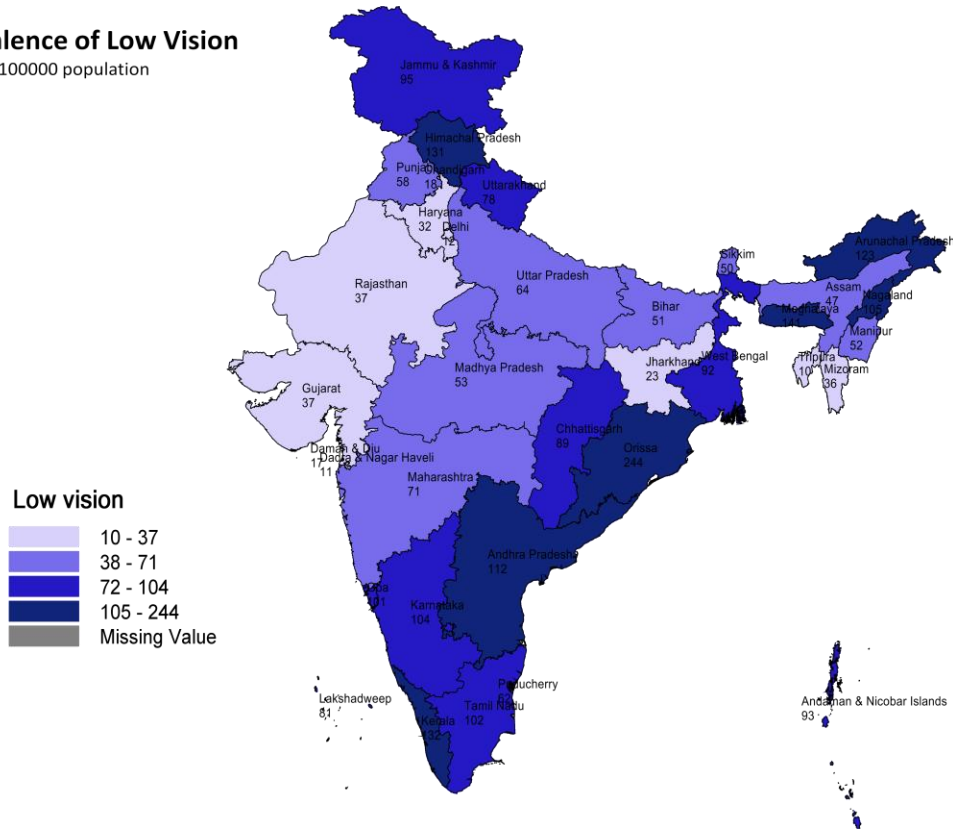 alence of Low Vision
100000 population
Jammu & Kashmir
95
Himachal Pradesh
131
Punjab
58
Chandigarh
181
Uttarakhand
78
Haryana
32
Delhi
12
Rajasthan
37
Uttar Pradesh
64
Sikkim
50
Arunachal Pradesh
123
Assam
47
Nagaland
105
Bihar
51
Manipur
52
Tripura
10
Mizoram
36
Jharkhand
23
West Bengal
92
Madhya Pradesh
53
Gujarat
37
Chhattisgarh
89
Orissa
244
Daman & Diu
17
Dadra & Nagar Haveli
11
Maharashtra
71
Low vision
10 - 37
38 - 71
72 - 104
105 - 244
Missing Value
Andhra Pradesh
112
Goa
Karnataka
104
Lakshadweep
81
Kerala
132
Tamil Nadu
102
Puducherry
Andaman & Nicobar Islands
93